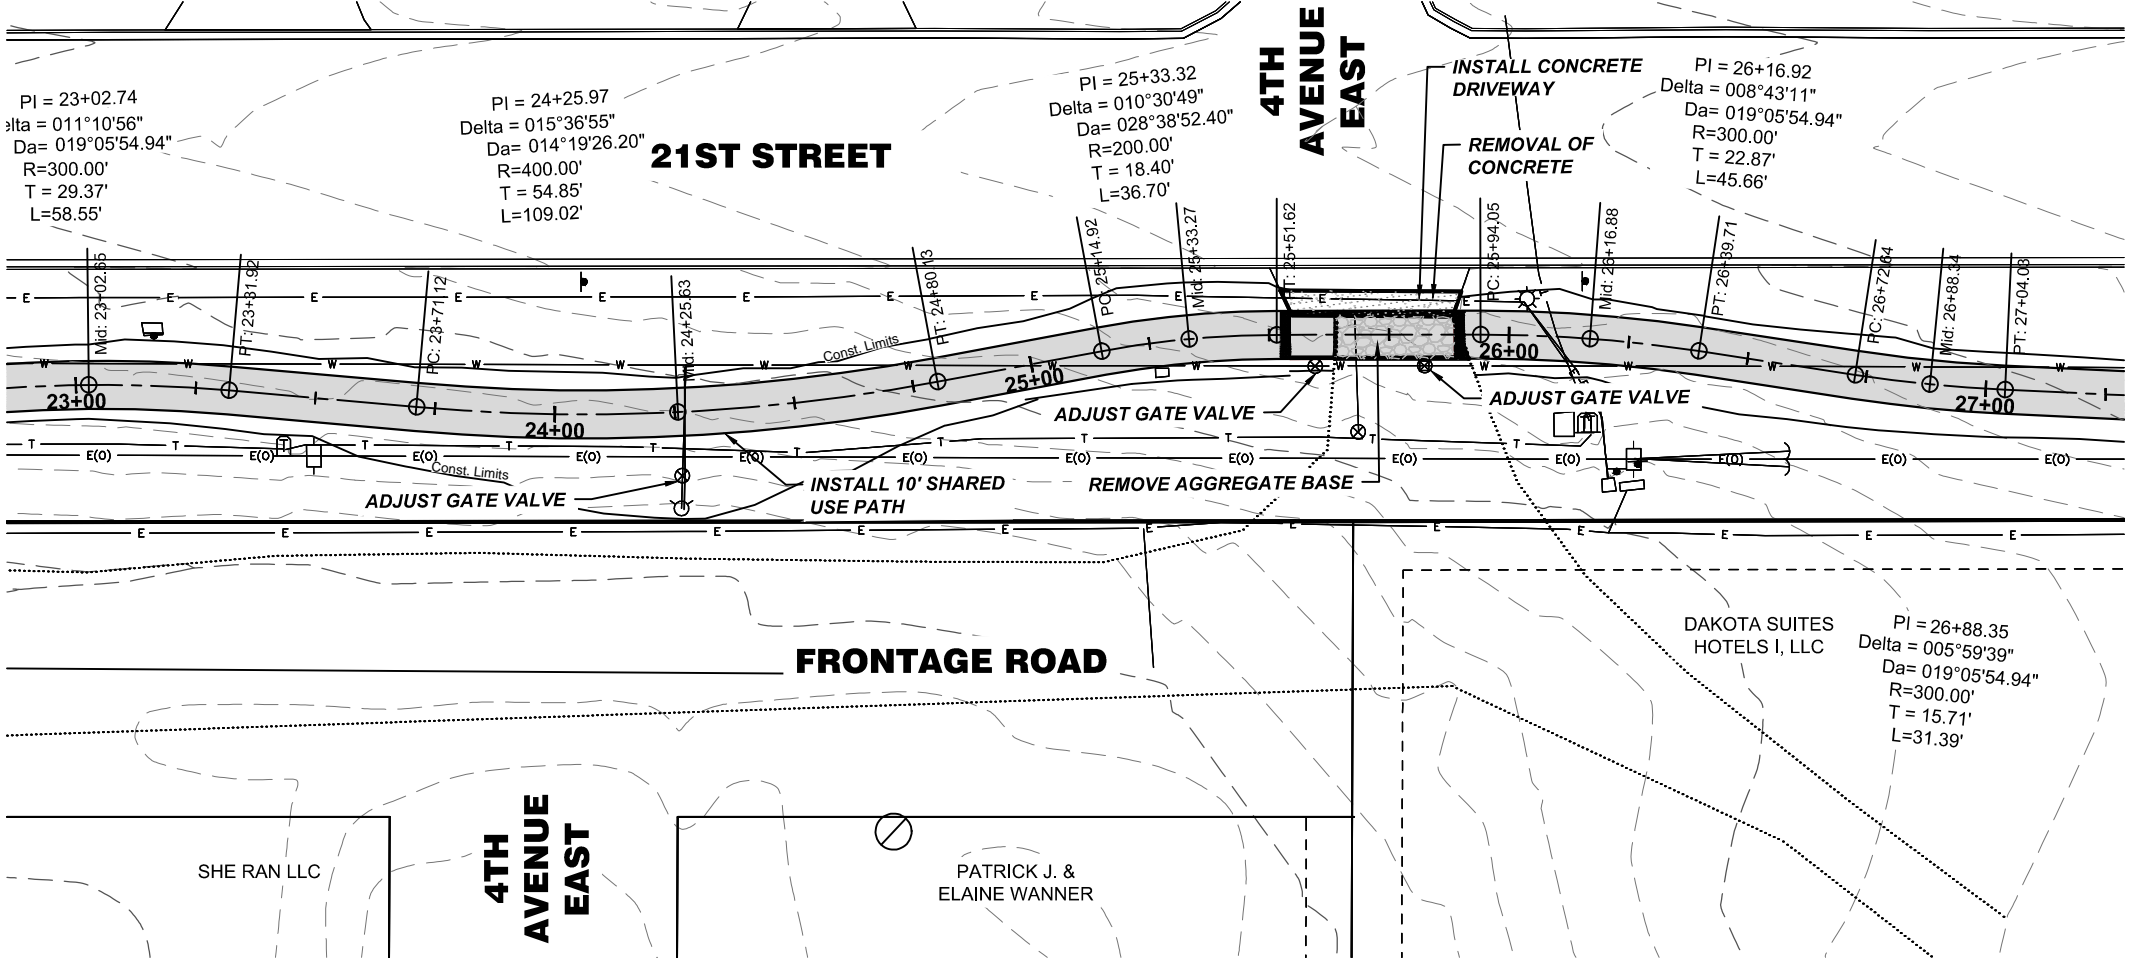 PI = 23+02.74
elta = 011°10'56"
Da= 019°05'54.94"
R=300.00'
T = 29.37'
L=58.55'
PI = 24+25.97
Delta = 015°36'55"
Da= 014°19'26.20"
R=400.00'
T = 54.85'
L=109.02'
21ST STREET
PI = 25+33.32
Delta = 010°30'49"
Da= 028°38'52.40"
R=200.00'
T = 18.40'
L=36.70'
4TH
AVENUE
EAST
INSTALL CONCRETE
DRIVEWAY
REMOVAL OF
CONCRETE
PI = 26+16.92
Delta = 008°43'11"
Da= 019°05'54.94"
R=300.00'
T = 22.87'
L=45.66'
Mid: 23+02.65
PT: 23+31.92
PC: 23+71.12
Mid: 24+25.63
PT: 24+80.13
PC: 25+14.92
Mid: 25+33.27
PT: 25+51.62
PC: 25+94.05
Mid: 26+16.88
PT: 26+39.71
PC: 26+72.64
Mid: 26+88.34
PT: 27+04.03
E E E E E E E E E E E
W W W W W W W W W W W W W W W
Const. Limits
23+00
24+00
25+00
26+00
27+00
ADJUST GATE VALVE
ADJUST GATE VALVE
T T T T T T T T T T T
E(O) E(O) E(O) E(O) E(O) E(O) E(O) E(O) E(O) E(O) E(O) E(O) E(O)
Const. Limits
ADJUST GATE VALVE
INSTALL 10' SHARED
USE PATH
REMOVE AGGREGATE BASE
E E E E E E E E E E E E E E
FRONTAGE ROAD
DAKOTA SUITES
HOTELS I, LLC
PI = 26+88.35
Delta = 005°59'39"
Da= 019°05'54.94"
R=300.00'
T = 15.71'
L=31.39'
SHE RAN LLC
4TH
AVENUE
EAST
PATRICK J. &
ELAINE WANNER